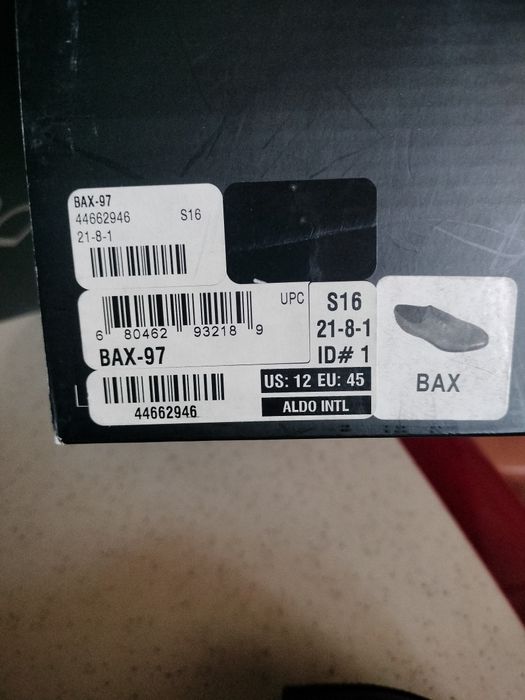 BAX-97
44662946 S16
21-8-1
UPC
6 80462 93218 9
BAX-97
44662946
S16
21-8-1
ID# 1
US: 12 EU: 45
ALDO INTL
BAX